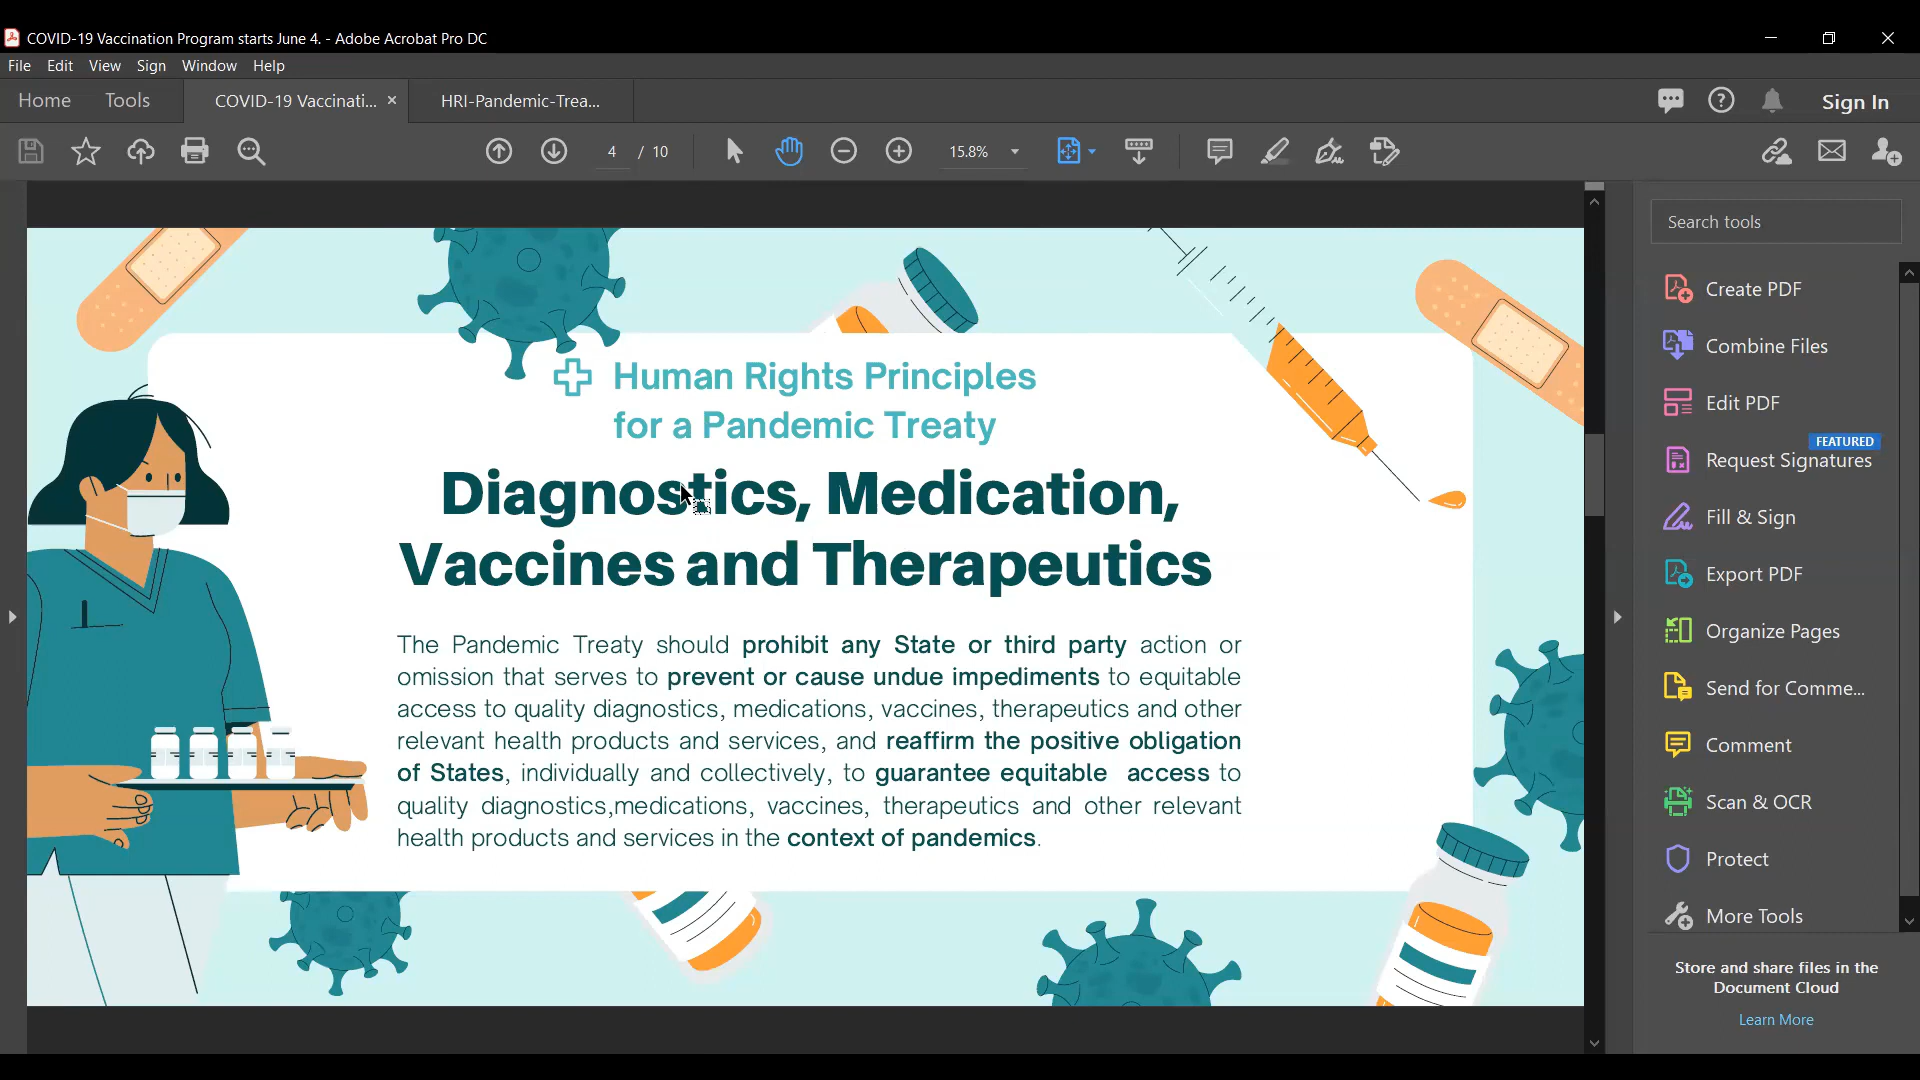 COVID-19 Vaccination Program starts June 4. - Adobe Acrobat Pro DC
File Edit View Sign Window Help
Home Tools COVID-19 Vaccinati... × HRI-Pandemic-Trea... Sign In
4 / 10 15.8%
Search tools
Create PDF
Combine Files
Edit PDF
FEATURED
Request Signatures
Fill & Sign
Export PDF
Organize Pages
Send for Comme...
Comment
Scan & OCR
Protect
More Tools
Store and share files in the
Document Cloud
Learn More
Human Rights Principles
for a Pandemic Treaty
Diagnostics, Medication,
Vaccines and Therapeutics
The Pandemic Treaty should prohibit any State or third party action or
omission that serves to prevent or cause undue impediments to equitable
access to quality diagnostics, medications, vaccines, therapeutics and other
relevant health products and services, and reaffirm the positive obligation
of States, individually and collectively, to guarantee equitable access to
quality diagnostics,medications, vaccines, therapeutics and other relevant
health products and services in the context of pandemics.